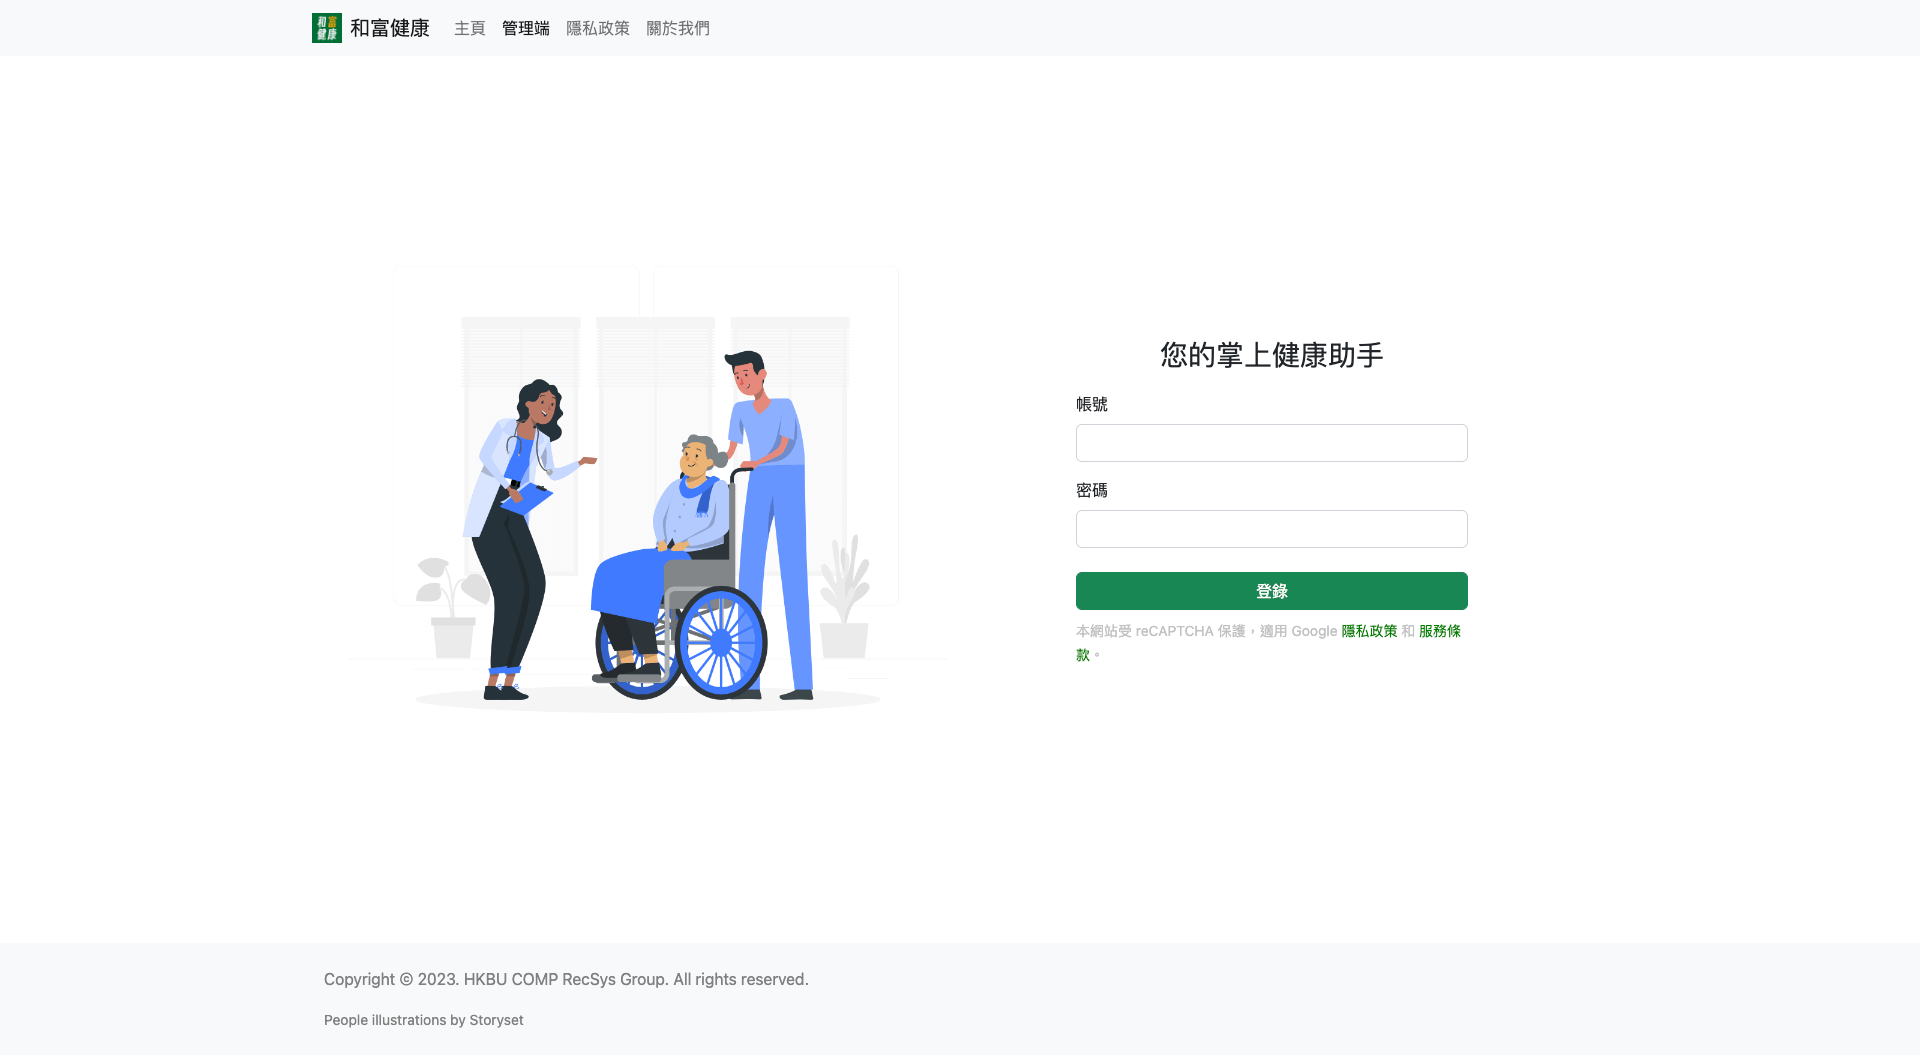 和富健康
和富健康 主頁 管理端 隱私政策 關於我們
您的掌上健康助手
帳號
密碼
登錄
本網站受 reCAPTCHA 保護，適用 Google 隱私政策 和 服務條
款。
Copyright © 2023. HKBU COMP RecSys Group. All rights reserved.
People illustrations by Storyset